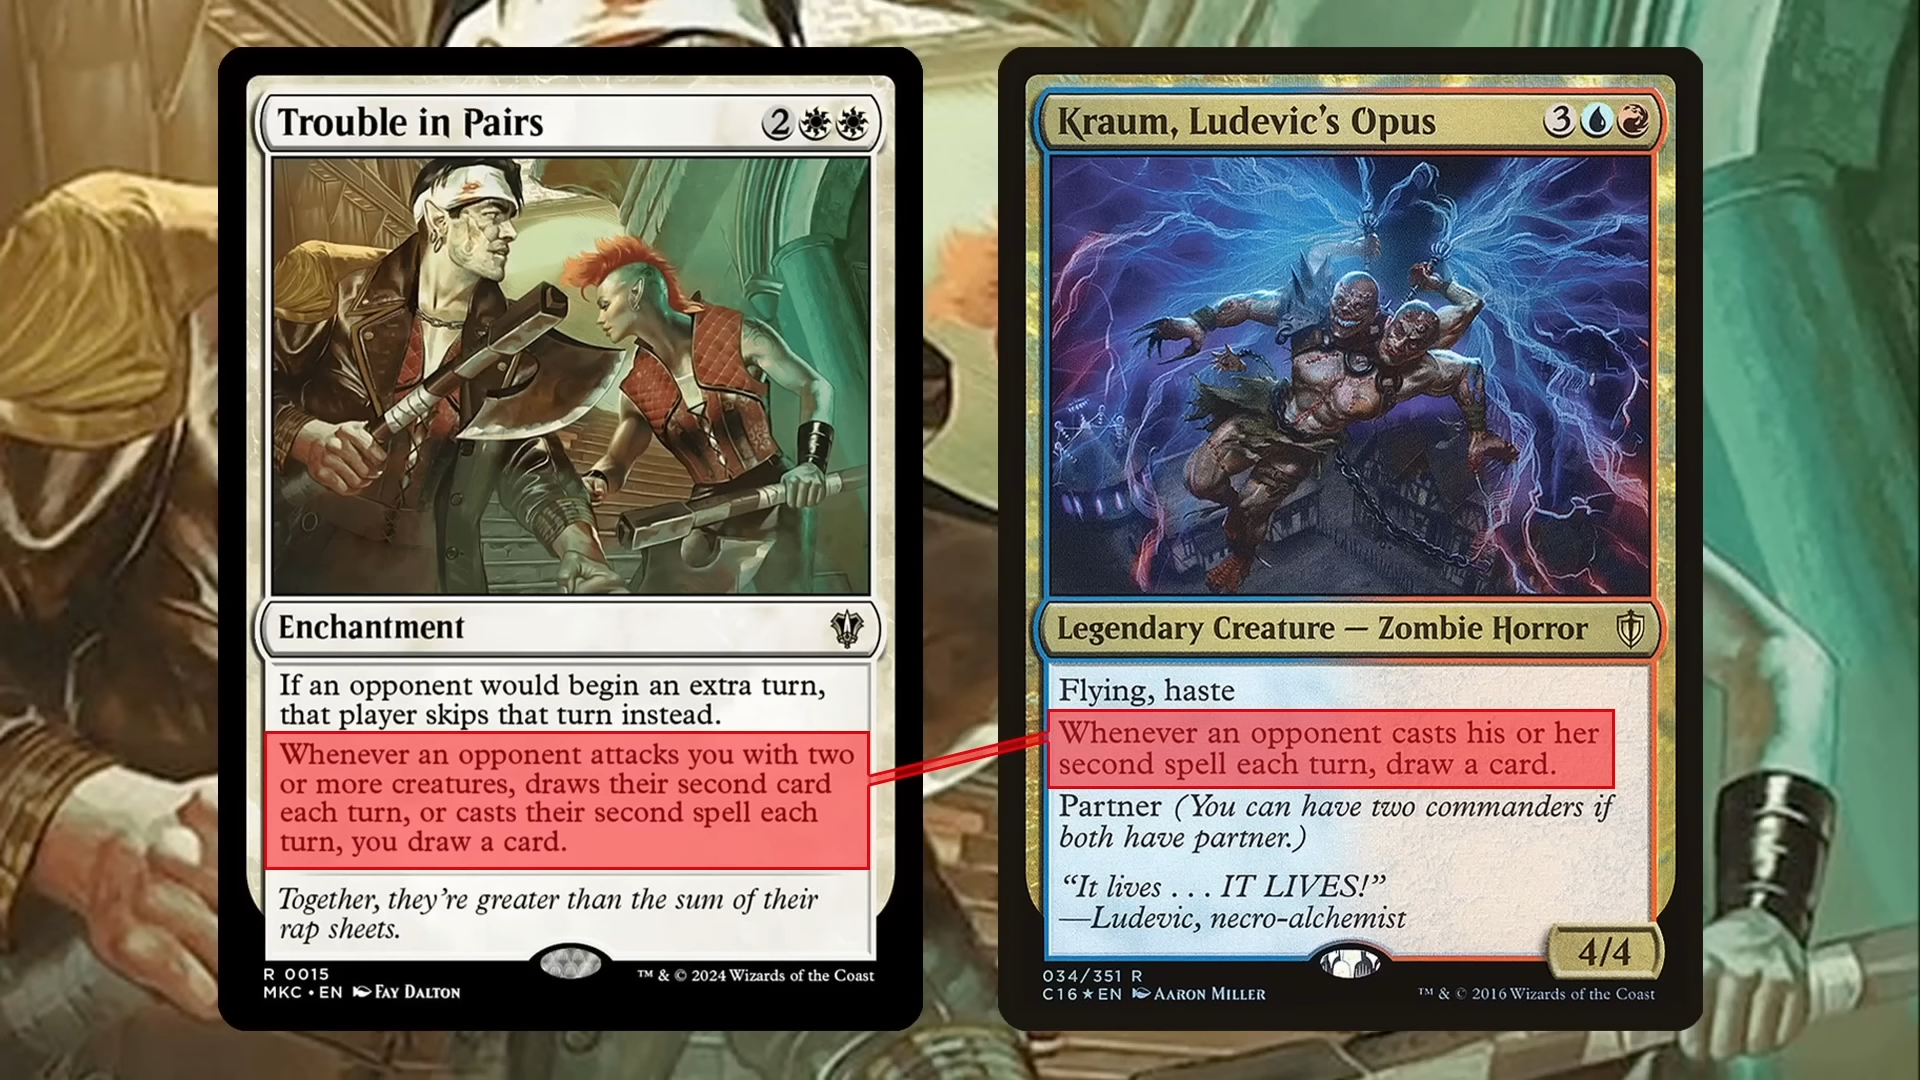 Trouble in Pairs
2
Enchantment
If an opponent would begin an extra turn,
that player skips that turn instead.
Whenever an opponent attacks you with two
or more creatures, draws their second card
each turn, or casts their second spell each
turn, you draw a card.
Together, they're greater than the sum of their
rap sheets.
R 0015
MKC • EN FAY DALTON
™ & © 2024 Wizards of the Coast
Kraum, Ludevic's Opus
3
Legendary Creature — Zombie Horror
Flying, haste
Whenever an opponent casts his or her
second spell each turn, draw a card.
Partner (You can have two commanders if
both have partner.)
“It lives . . . IT LIVES!”
—Ludevic, necro-alchemist
4/4
034/351 R
C16★EN AARON MILLER
™ & © 2016 Wizards of the Coast